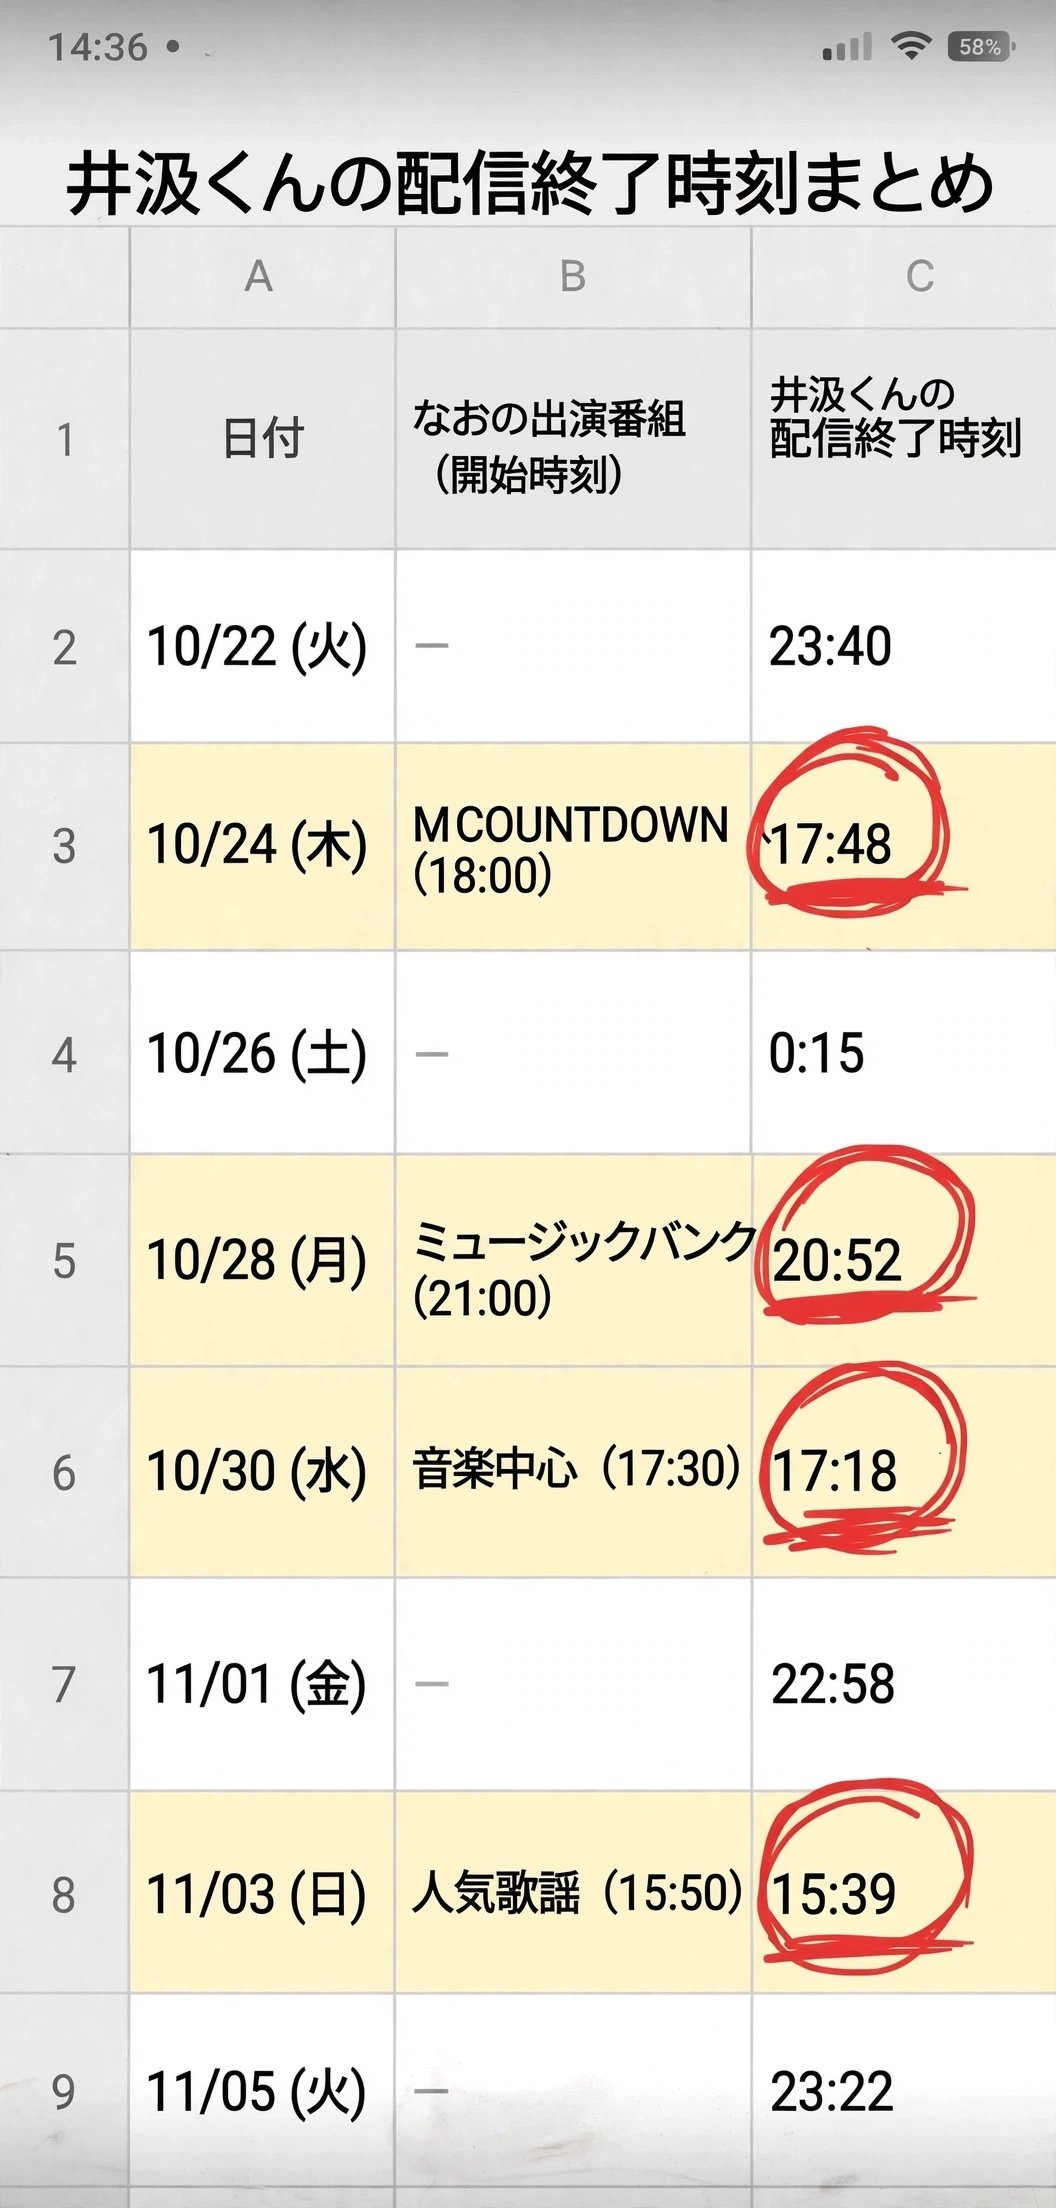 14:36
58%
井汲くんの配信終了時刻まとめ
A B C
1 日付 なおの出演番組 (開始時刻) 井汲くんの 配信終了時刻
2 10/22 (火) — 23:40
3 10/24 (木) M COUNTDOWN (18:00) 17:48
4 10/26 (土) — 0:15
5 10/28 (月) ミュージックバンク (21:00) 20:52
6 10/30 (水) 音楽中心 (17:30) 17:18
7 11/01 (金) — 22:58
8 11/03 (日) 人気歌謡 (15:50) 15:39
9 11/05 (火) — 23:22